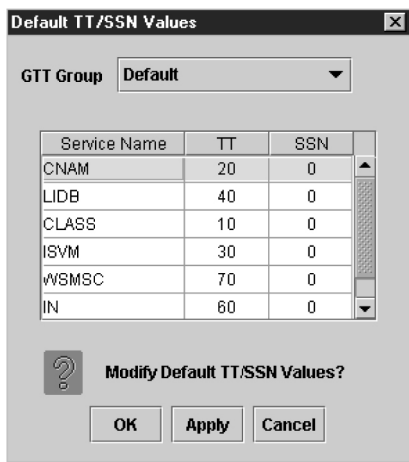 Default TT/SSN Values
GTT Group Default
Service Name TT SSN
CNAM 20 0
LIDB 40 0
CLASS 10 0
ISVM 30 0
WSMSC 70 0
IN 60 0
Modify Default TT/SSN Values?
OK Apply Cancel